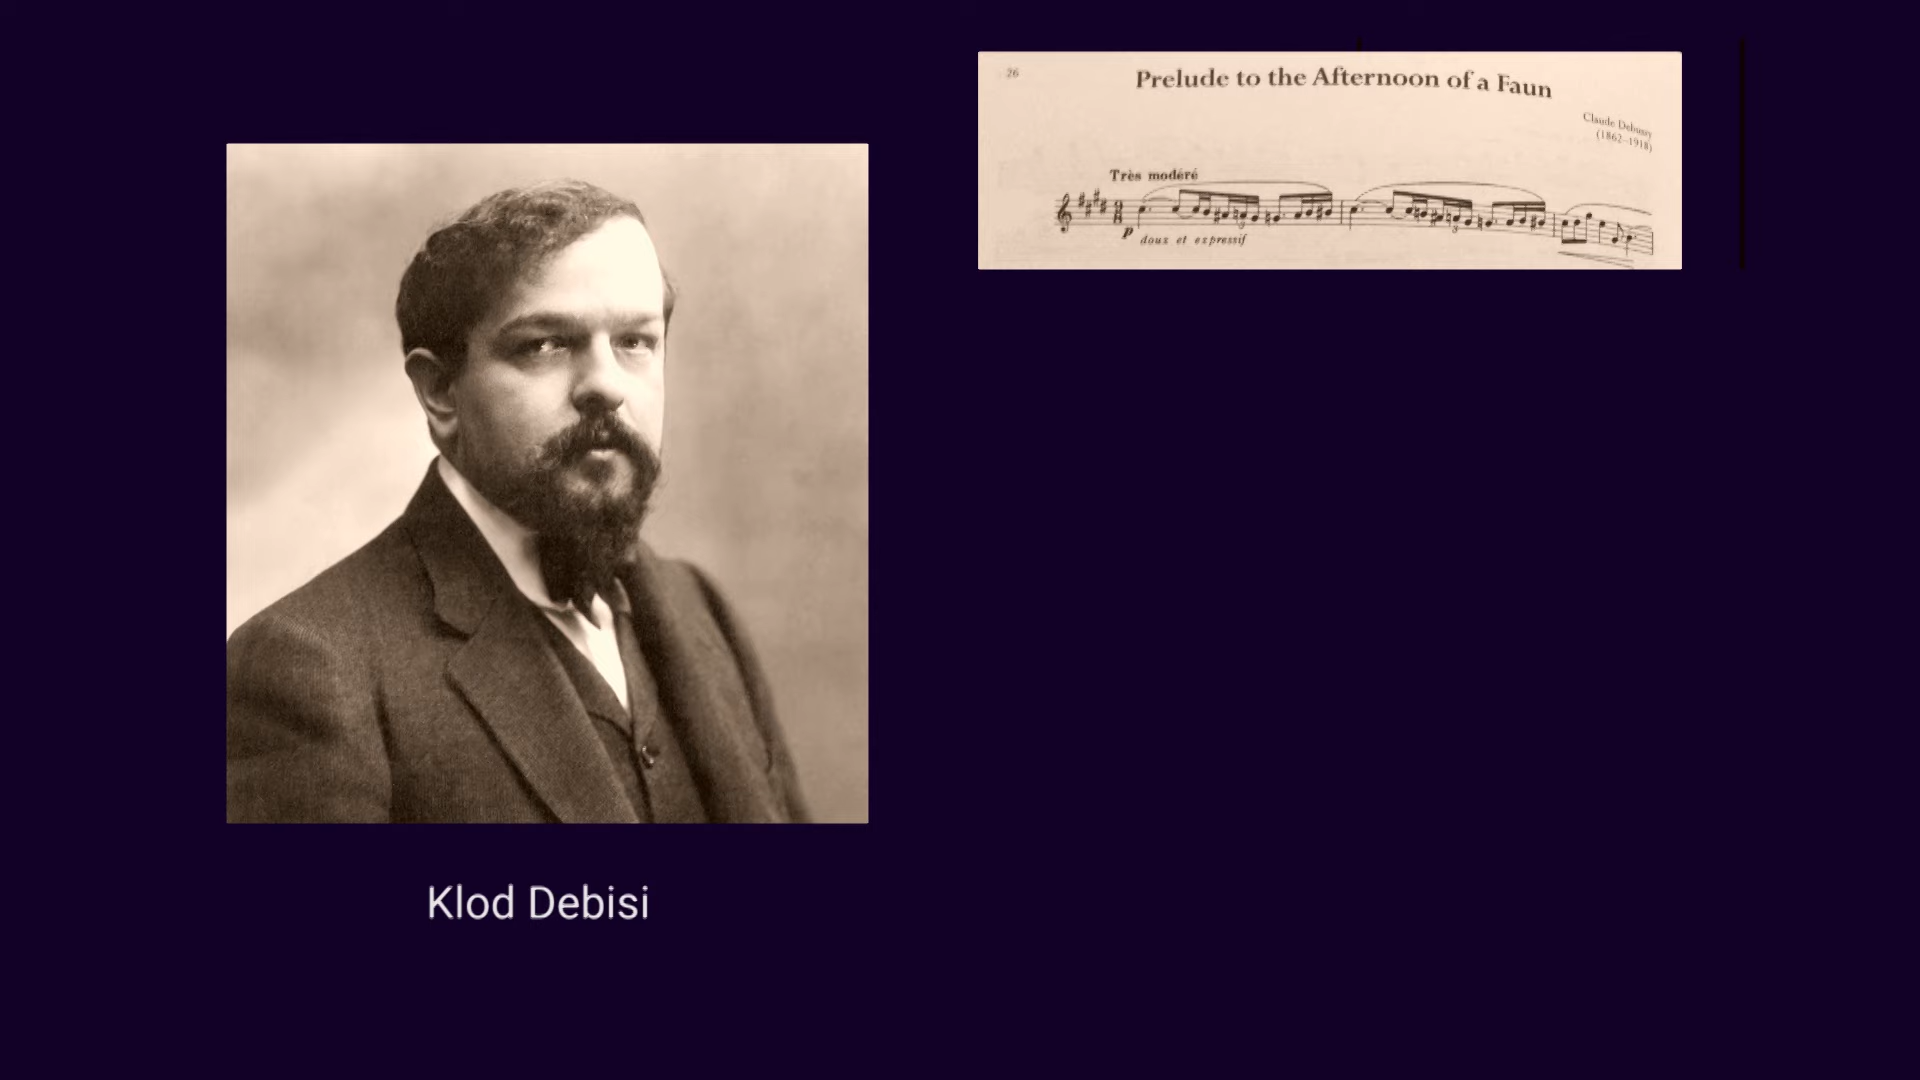 26
Prelude to the Afternoon of a Faun
Claude Debussy
(1862–1918)
Très modéré
p doux et expressif
Klod Debisi